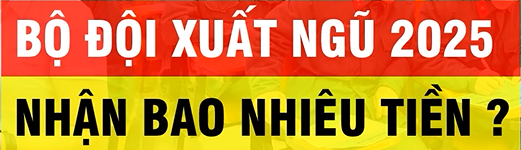 BỘ ĐỘI XUẤT NGŨ 2025
NHẬN BAO NHIÊU TIỀN ?